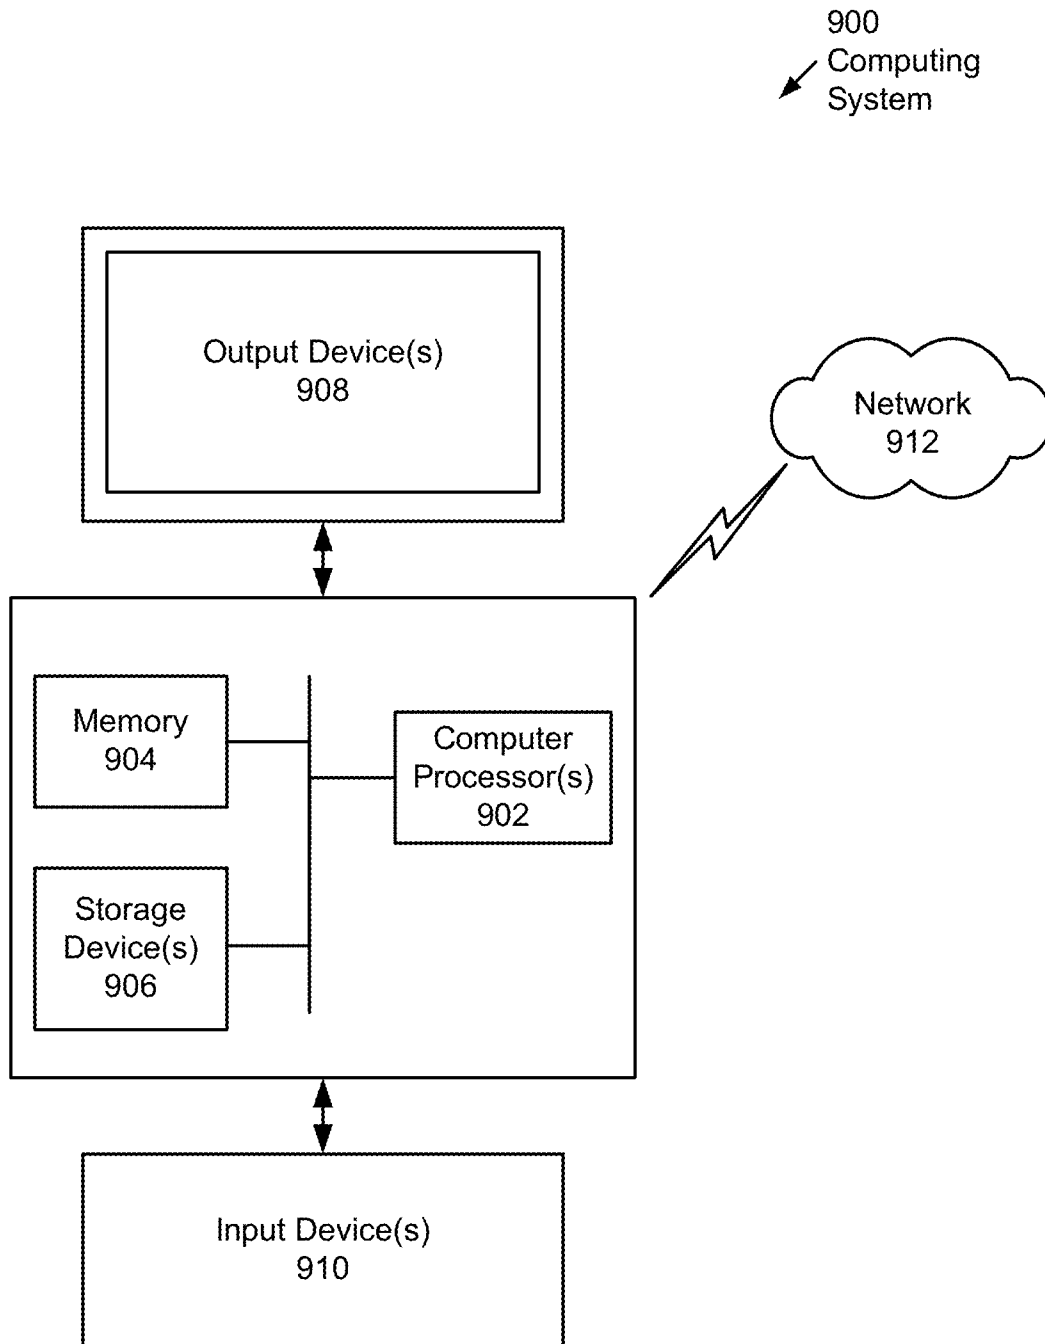 900
Computing
System
Output Device(s)
908
Network
912
Memory
904
Computer
Processor(s)
902
Storage
Device(s)
906
Input Device(s)
910